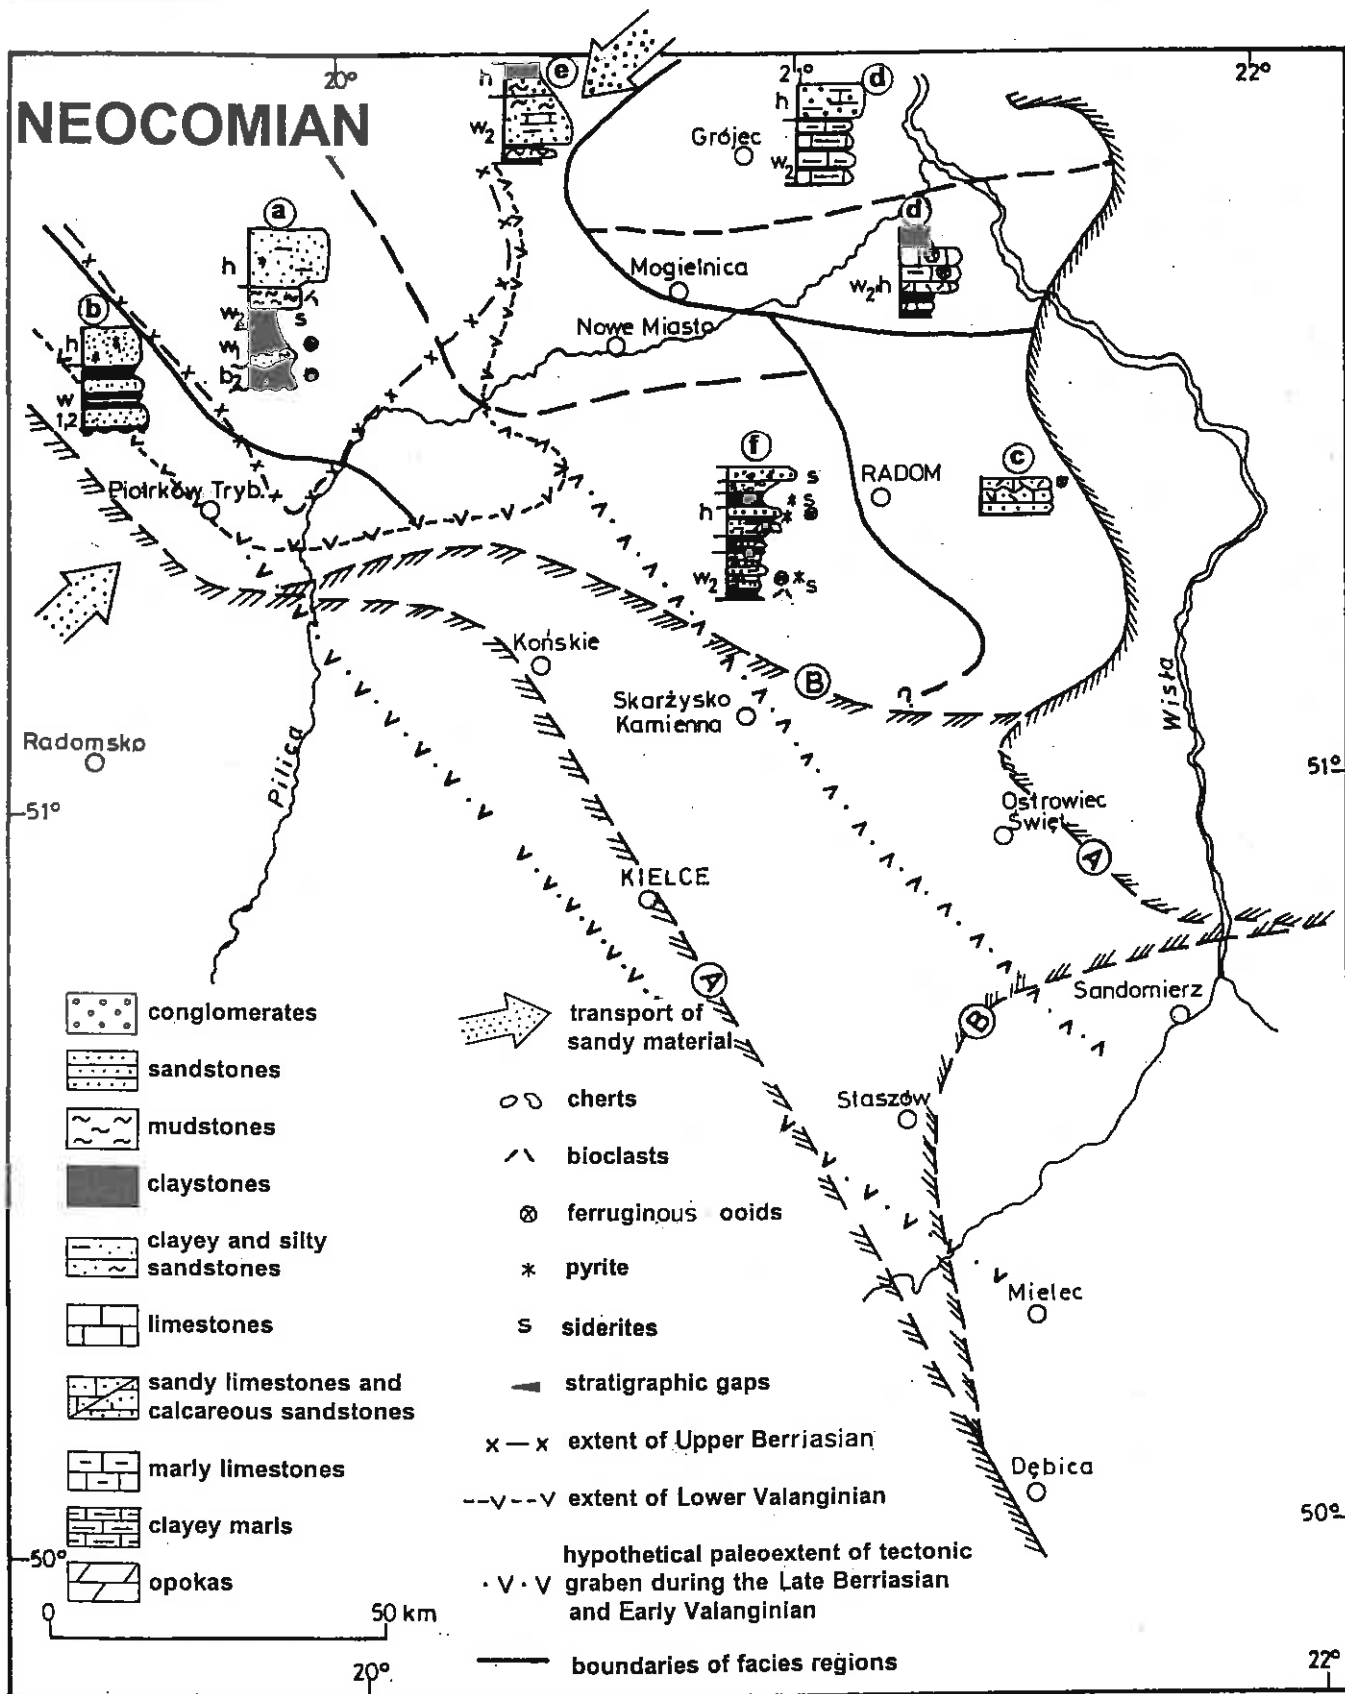 20°
21°
22°
NEOCOMIAN
e
h
w2
d
h
w2
Grójec
a
h
w2
s
w1
b2
b
h
w
1,2
d
w2,h
Mogielnica
Nowe Miasto
Piotrków Tryb.
f
s
s
h
w2
s
RADOM
c
Końskie
B
?
Skarżysko
Kamienna
Wisła
Radomsko
Pilica
51°
51°
Ostrowiec
Święt.
A
KIELCE
A
Sandomierz
B
Staszów
Mielec
Dębica
50°
50°
conglomerates
sandstones
mudstones
claystones
clayey and silty
sandstones
limestones
sandy limestones and
calcareous sandstones
marly limestones
clayey marls
opokas
0 50 km
transport of
sandy material
cherts
bioclasts
ferruginous ooids
pyrite
s siderites
stratigraphic gaps
x — x extent of Upper Berriasian
--v--v extent of Lower Valanginian
hypothetical paleoextent of tectonic
· v · v graben during the Late Berriasian
and Early Valanginian
boundaries of facies regions
20°
22°